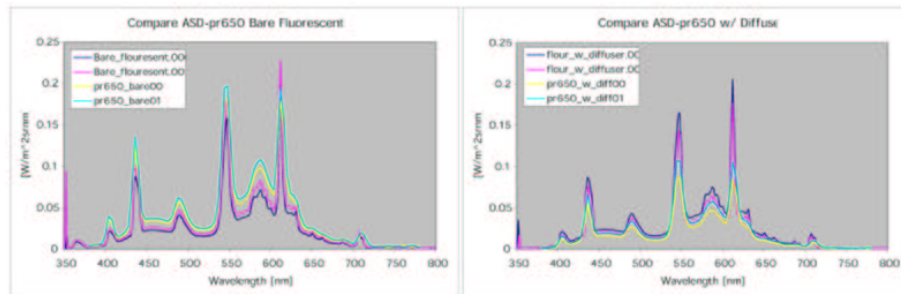 Compare ASD-pr650 Bare Fluorescent
0.25
0.2
0.15
0.1
0.05
0
[W/m^2srnm
Bare_flouresent.00
Bare_flouresent.00
pr650_bare00
pr650_bare01
350 400 450 500 550 600 650 700 750 800
Wavelength [nm]
Compare ASD-pr650 w/ Diffuse
0.25
0.2
0.15
0.1
0.05
0
[W/m^2srnm
flour_w_diffuser.00
flour_w_diffuser.00
pr650_w_diff00
pr650_w_diff01
350 400 450 500 550 600 650 700 750 800
Wavelength [nm]